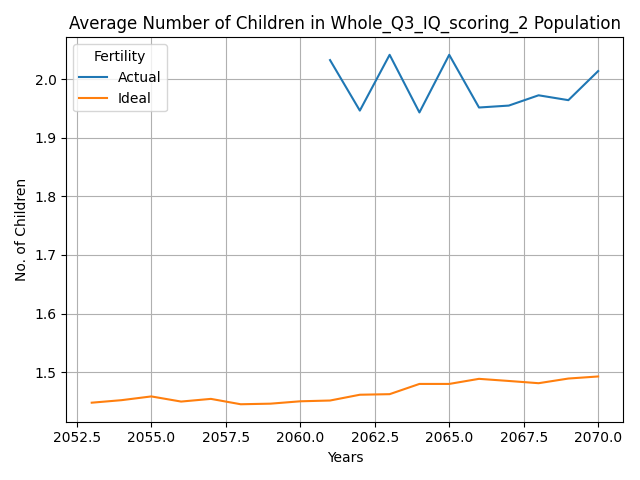 Average Number of Children in Whole_Q3_IQ_scoring_2 Population
Fertility
Actual
Ideal
No. of Children
2.0
1.9
1.8
1.7
1.6
1.5
2052.5 2055.0 2057.5 2060.0 2062.5 2065.0 2067.5 2070.0
Years